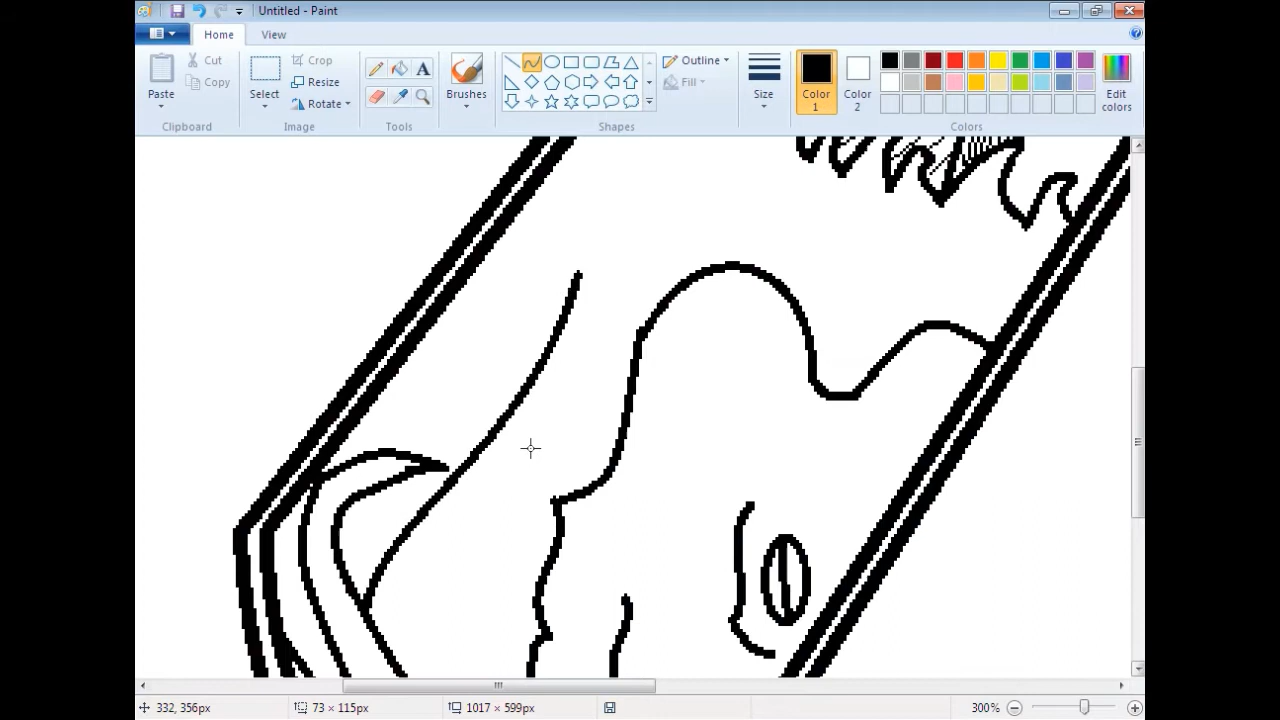 Untitled - Paint
Home View
Paste Cut Copy
Clipboard
Select Crop Resize Rotate
Image
A
Tools
Brushes
Outline Fill
Shapes
Size
Color 1
Color 2
Edit colors
Colors
332, 356px 73 × 115px 1017 × 599px 300%